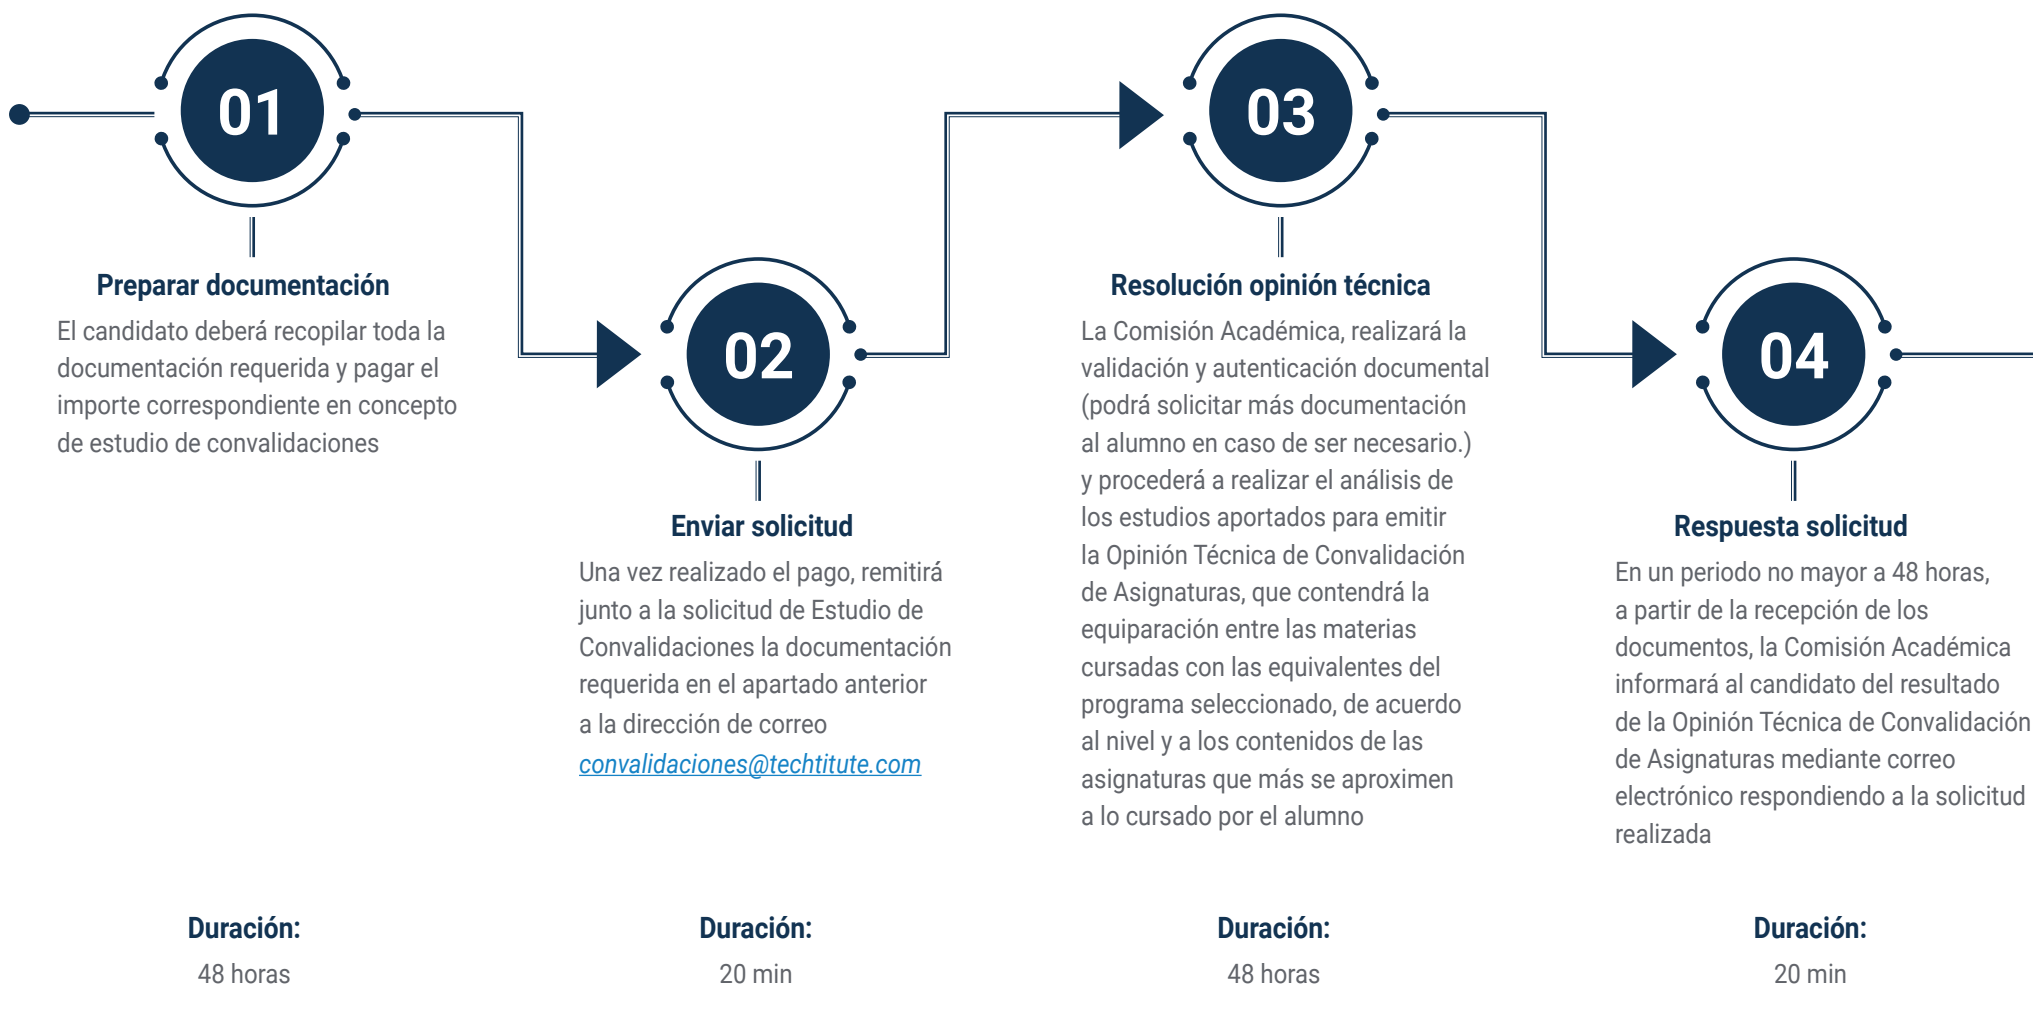 01
Preparar documentación
El candidato deberá recopilar toda la
documentación requerida y pagar el
importe correspondiente en concepto
de estudio de convalidaciones
Duración:
48 horas
02
Enviar solicitud
Una vez realizado el pago, remitirá
junto a la solicitud de Estudio de
Convalidaciones la documentación
requerida en el apartado anterior
a la dirección de correo
convalidaciones@techtitute.com
Duración:
20 min
03
Resolución opinión técnica
La Comisión Académica, realizará la
validación y autenticación documental
(podrá solicitar más documentación
al alumno en caso de ser necesario.)
y procederá a realizar el análisis de
los estudios aportados para emitir
la Opinión Técnica de Convalidación
de Asignaturas, que contendrá la
equiparación entre las materias
cursadas con las equivalentes del
programa seleccionado, de acuerdo
al nivel y a los contenidos de las
asignaturas que más se aproximen
a lo cursado por el alumno
Duración:
48 horas
04
Respuesta solicitud
En un periodo no mayor a 48 horas,
a partir de la recepción de los
documentos, la Comisión Académica
informará al candidato del resultado
de la Opinión Técnica de Convalidación
de Asignaturas mediante correo
electrónico respondiendo a la solicitud
realizada
Duración:
20 min